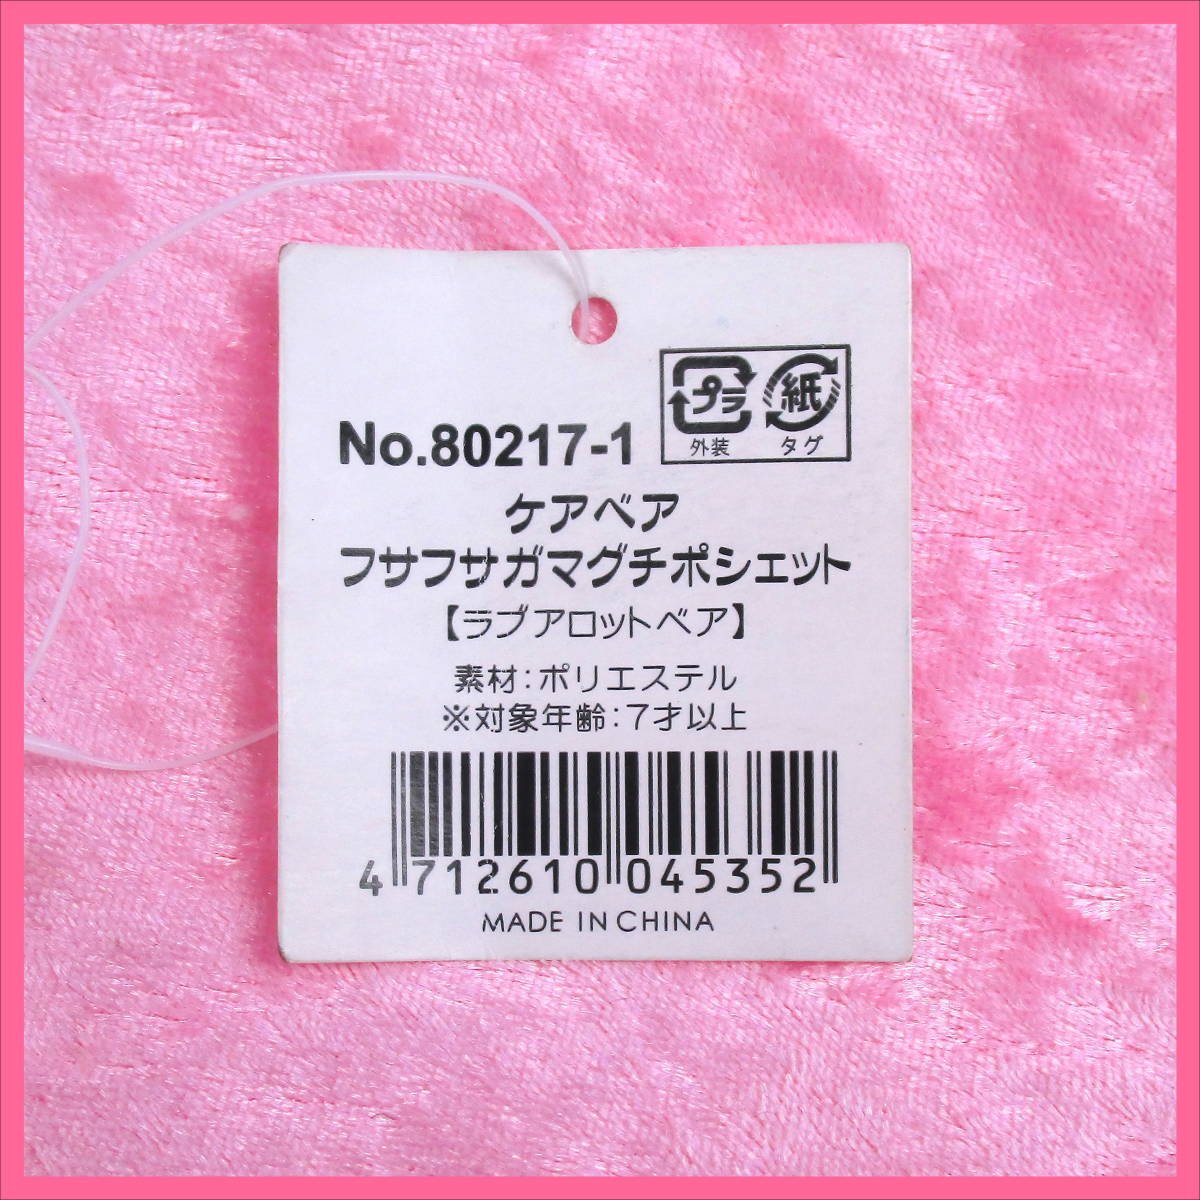 プラ 紙
外装 タグ
No.80217-1
ケアベア
フサフサガマグチポシェット
【ラブアロットベア】
素材:ポリエステル
※対象年齢:7才以上
4 712610 045352
MADE IN CHINA